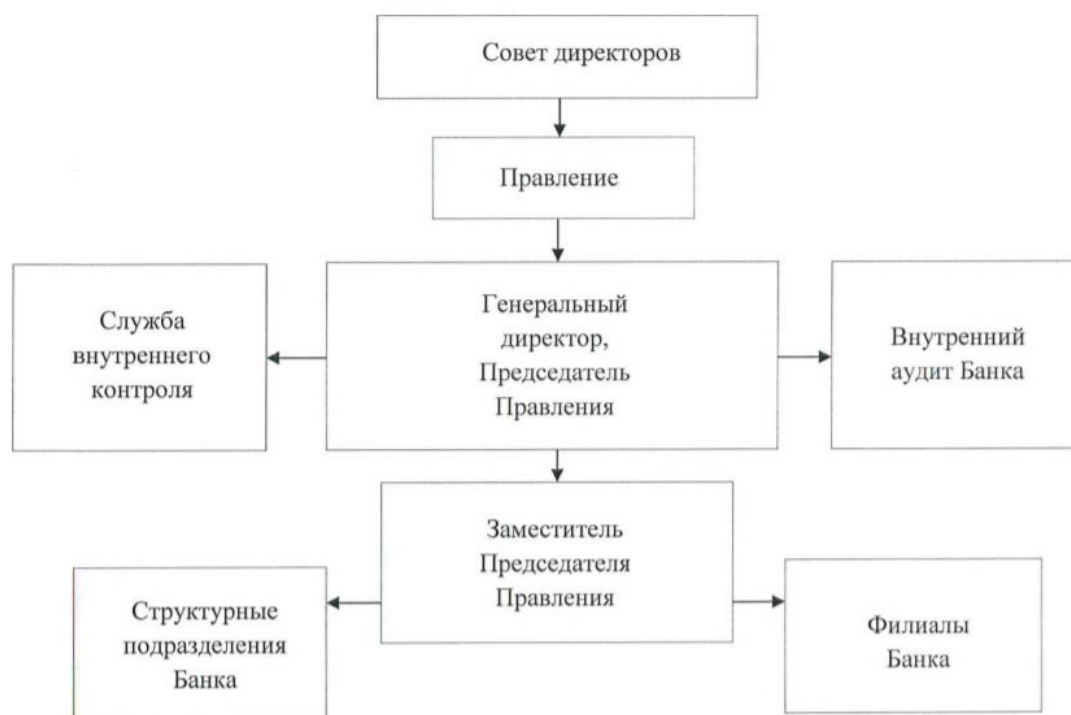 Совет директоров
Правление
Служба
внутреннего
контроля
Генеральный
директор,
Председатель
Правления
Внутренний
аудит Банка
Заместитель
Председателя
Правления
Структурные
подразделения
Банка
Филиалы
Банка